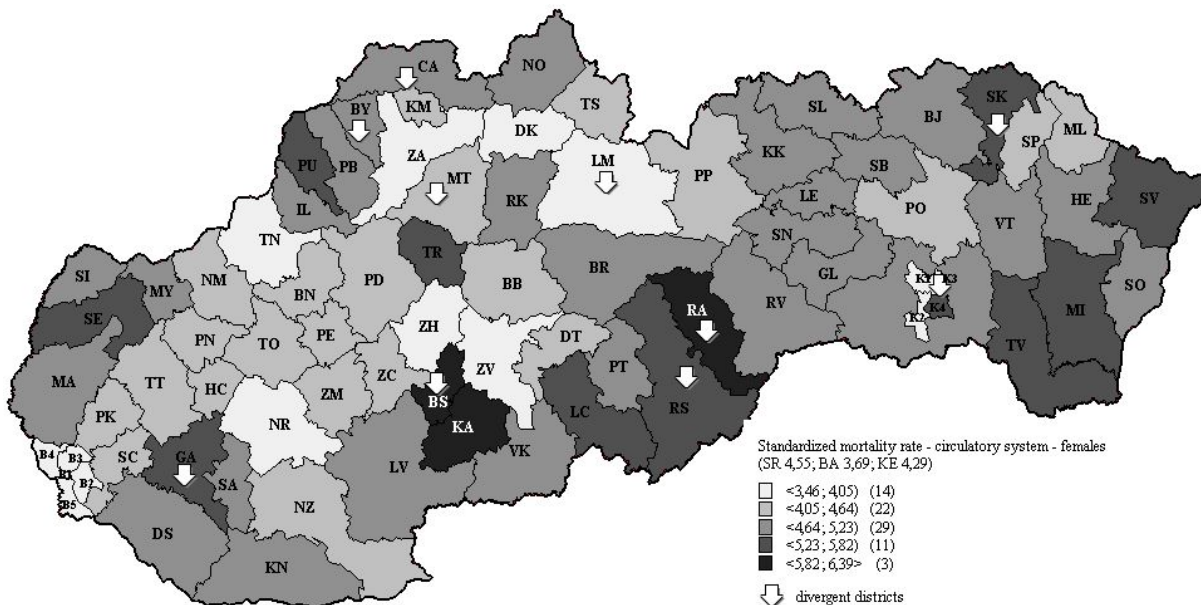 CA
NO
BY
KM
TS
SL
BJ
SK
SP
ML
PU
PB
ZA
DK
LM
PP
KK
SB
MT
IL
RK
LE
PO
VT
HE
SV
TN
SN
SI
MY
NM
PD
TR
BB
BR
RV
GL
K3
SO
BN
SE
PN
TO
PE
ZH
RA
K4
K2
MI
DT
TV
MA
TT
HC
ZM
ZC
ZV
PT
BS
RS
LC
PK
NR
KA
B4
B3
SC
GA
VK
B1
B2
SA
LV
B5
NZ
DS
KN
Standardized mortality rate - circulatory system - females
(SR 4,55; BA 3,69; KE 4,29)
<3,46; 4,05) (14)
<4,05; 4,64) (22)
<4,64; 5,23) (29)
<5,23; 5,82) (11)
<5,82; 6,39> (3)
divergent districts